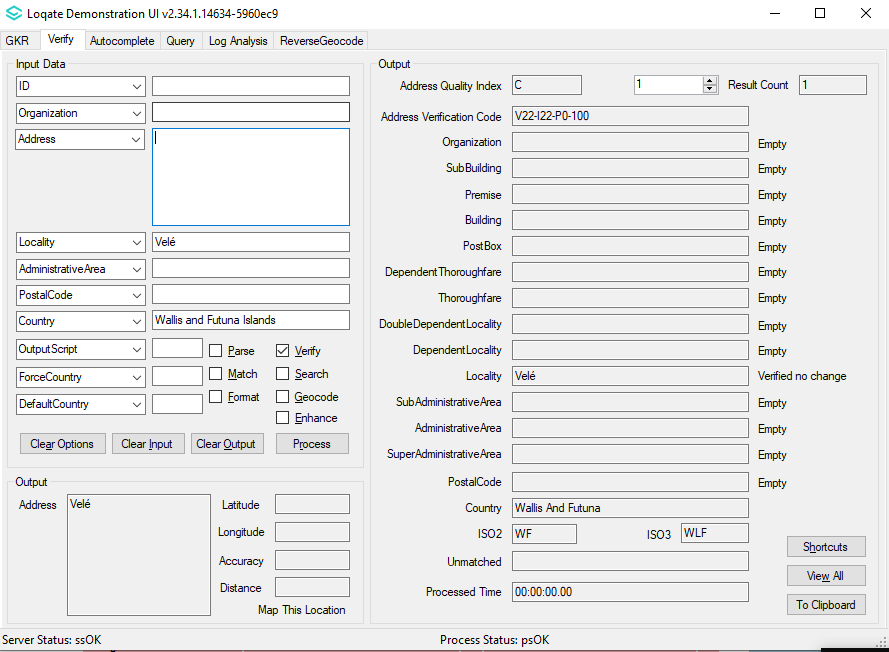 Loqate Demonstration UI v2.34.1.14634-5960ec9
GKR Verify Autocomplete Query Log Analysis ReverseGeocode
Input Data
ID
Organization
Address
Locality Velé
AdministrativeArea
PostalCode
Country Wallis and Futuna Islands
OutputScript Parse Verify
ForceCountry Match Search
DefaultCountry Format Geocode
Enhance
Clear Options Clear Input Clear Output Process
Output
Address Velé Latitude
Longitude
Accuracy
Distance
Map This Location
Output
Address Quality Index C 1 Result Count 1
Address Verification Code V22-I22-P0-100
Organization Empty
SubBuilding Empty
Premise Empty
Building Empty
PostBox Empty
DependentThoroughfare Empty
Thoroughfare Empty
DoubleDependentLocality Empty
DependentLocality Empty
Locality Velé Verified no change
SubAdministrativeArea Empty
AdministrativeArea Empty
SuperAdministrativeArea Empty
PostalCode Empty
Country Wallis And Futuna
ISO2 WF ISO3 WLF
Unmatched
Processed Time 00:00:00.00
Shortcuts
View All
To Clipboard
Server Status: ssOK Process Status: psOK